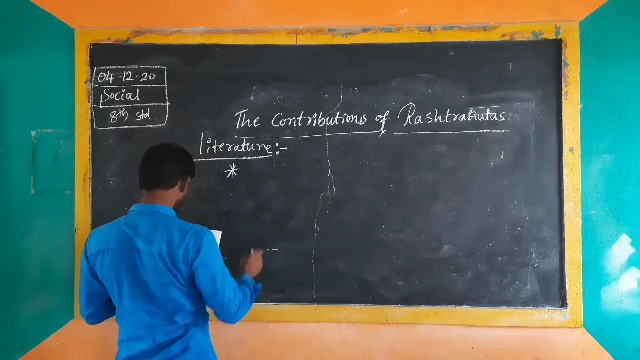 04-12-20
Social
8th std
The Contributions of Rashtrakutas
Literature:-
*